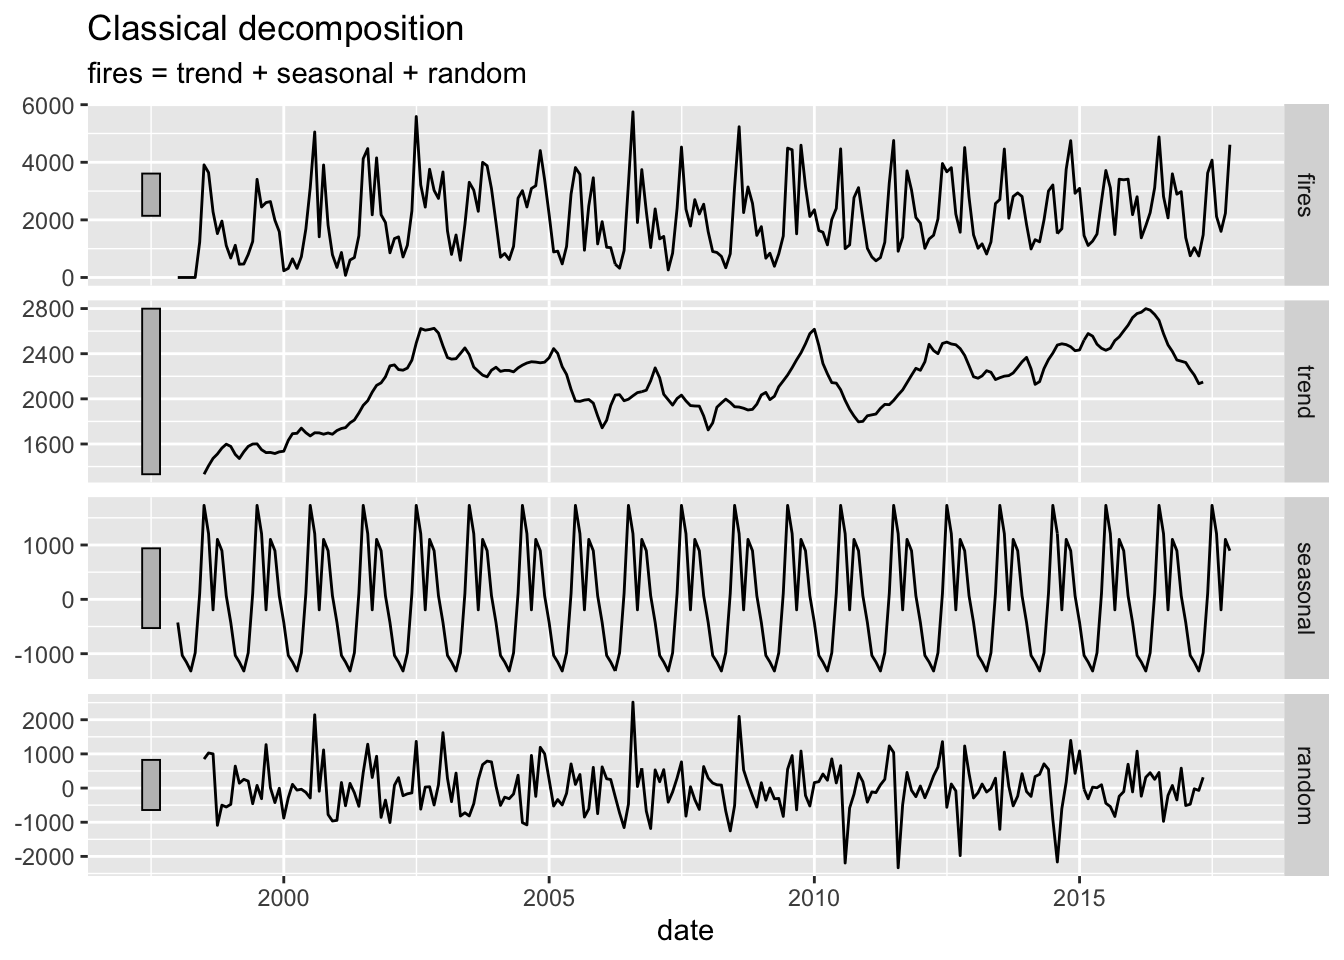 Classical decomposition
fires = trend + seasonal + random
6000
4000
2000
0
fires
2800
2400
2000
1600
trend
1000
0
-1000
seasonal
2000
1000
0
-1000
-2000
random
2000 2005 2010 2015
date